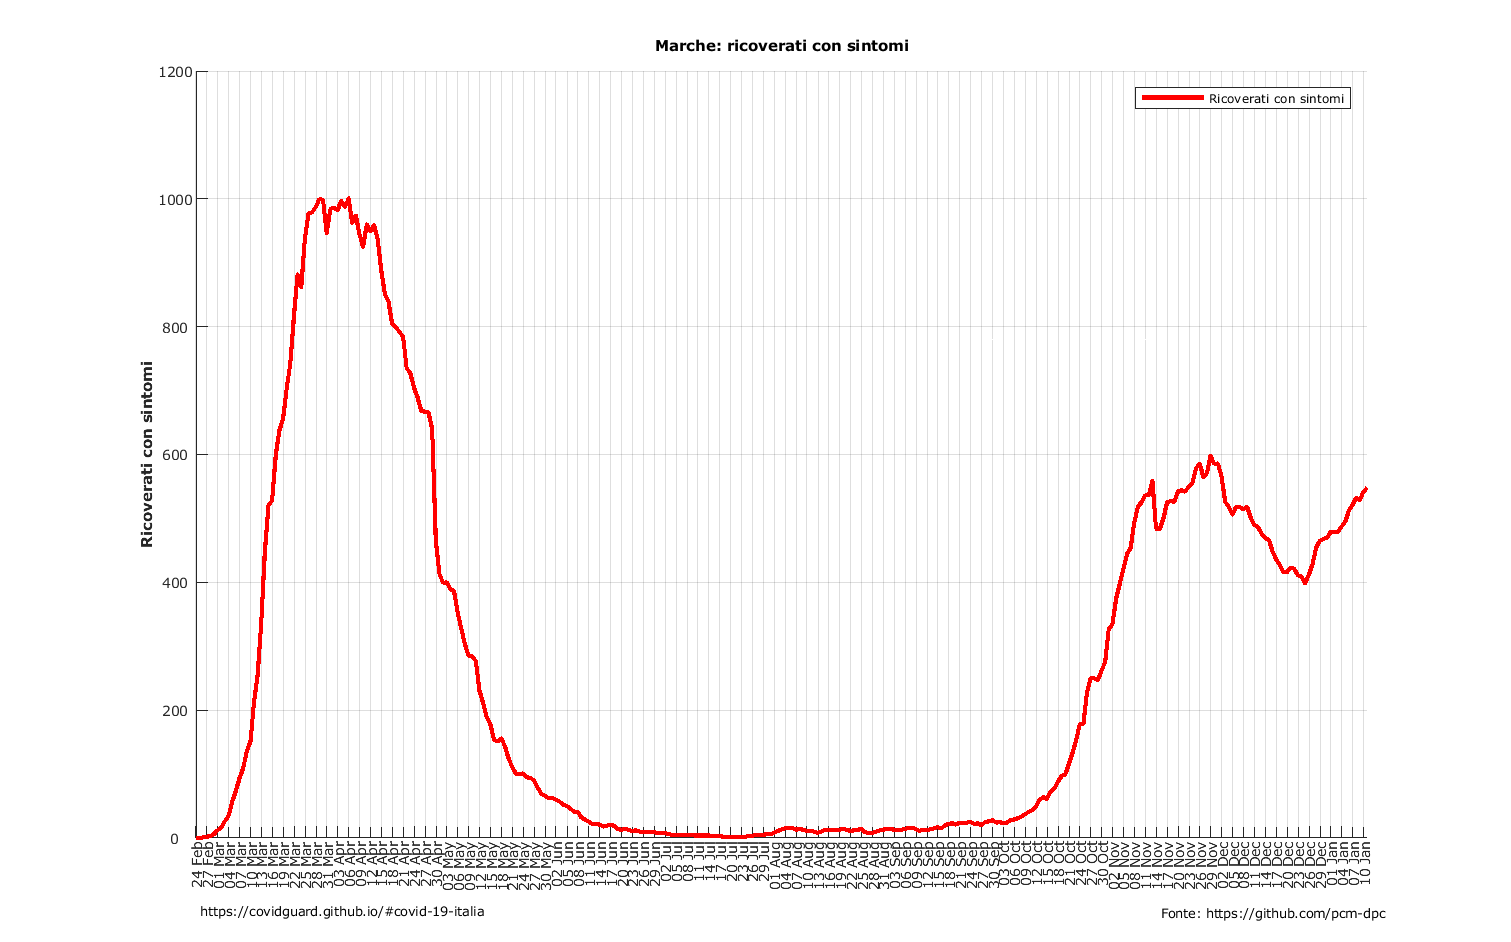 Marche: ricoverati con sintomi
Ricoverati con sintomi
Ricoverati con sintomi
1200
1000
800
600
400
200
0
24 Feb
27 Feb
01 Mar
04 Mar
07 Mar
10 Mar
13 Mar
16 Mar
19 Mar
22 Mar
25 Mar
28 Mar
31 Mar
03 Apr
06 Apr
09 Apr
12 Apr
15 Apr
18 Apr
21 Apr
24 Apr
27 Apr
30 Apr
03 May
06 May
09 May
12 May
15 May
18 May
21 May
24 May
27 May
30 May
02 Jun
05 Jun
08 Jun
11 Jun
14 Jun
17 Jun
20 Jun
23 Jun
26 Jun
29 Jun
02 Jul
05 Jul
08 Jul
11 Jul
14 Jul
17 Jul
20 Jul
23 Jul
26 Jul
29 Jul
01 Aug
04 Aug
07 Aug
10 Aug
13 Aug
16 Aug
19 Aug
22 Aug
25 Aug
28 Aug
31 Aug
03 Sep
06 Sep
09 Sep
12 Sep
15 Sep
18 Sep
21 Sep
24 Sep
27 Sep
30 Sep
03 Oct
06 Oct
09 Oct
12 Oct
15 Oct
18 Oct
21 Oct
24 Oct
27 Oct
30 Oct
02 Nov
05 Nov
08 Nov
11 Nov
14 Nov
17 Nov
20 Nov
23 Nov
26 Nov
29 Nov
02 Dec
05 Dec
08 Dec
11 Dec
14 Dec
17 Dec
20 Dec
23 Dec
26 Dec
29 Dec
01 Jan
04 Jan
07 Jan
10 Jan
https://covidguard.github.io/#covid-19-italia
Fonte: https://github.com/pcm-dpc